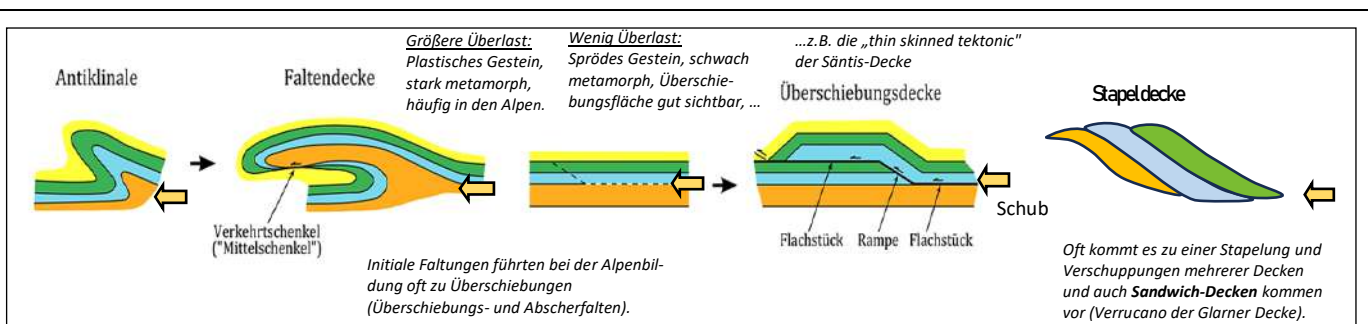 Antiklinale
Faltendecke
Verkehrtschenkel
("Mittelschenkel")
Größere Überlast:
Plastisches Gestein,
stark metamorph,
häufig in den Alpen.
Initiale Faltungen führten bei der Alpenbil-
dung oft zu Überschiebungen
(Überschiebungs- und Abscherfalten).
Wenig Überlast:
Sprödes Gestein, schwach
metamorph, Überschie-
bungsfläche gut sichtbar, ...
...z.B. die „thin skinned tektonic"
der Säntis-Decke
Überschiebungsdecke
Flachstück Rampe Flachstück
Schub
Stapeldecke
Oft kommt es zu einer Stapelung und
Verschuppungen mehrerer Decken
und auch Sandwich-Decken kommen
vor (Verrucano der Glarner Decke).